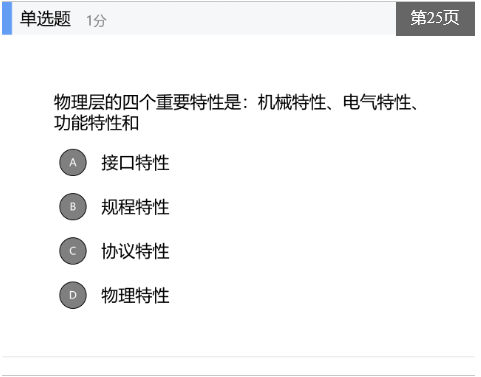 单选题 1分 第25页
物理层的四个重要特性是：机械特性、电气特性、
功能特性和
A 接口特性
B 规程特性
C 协议特性
D 物理特性